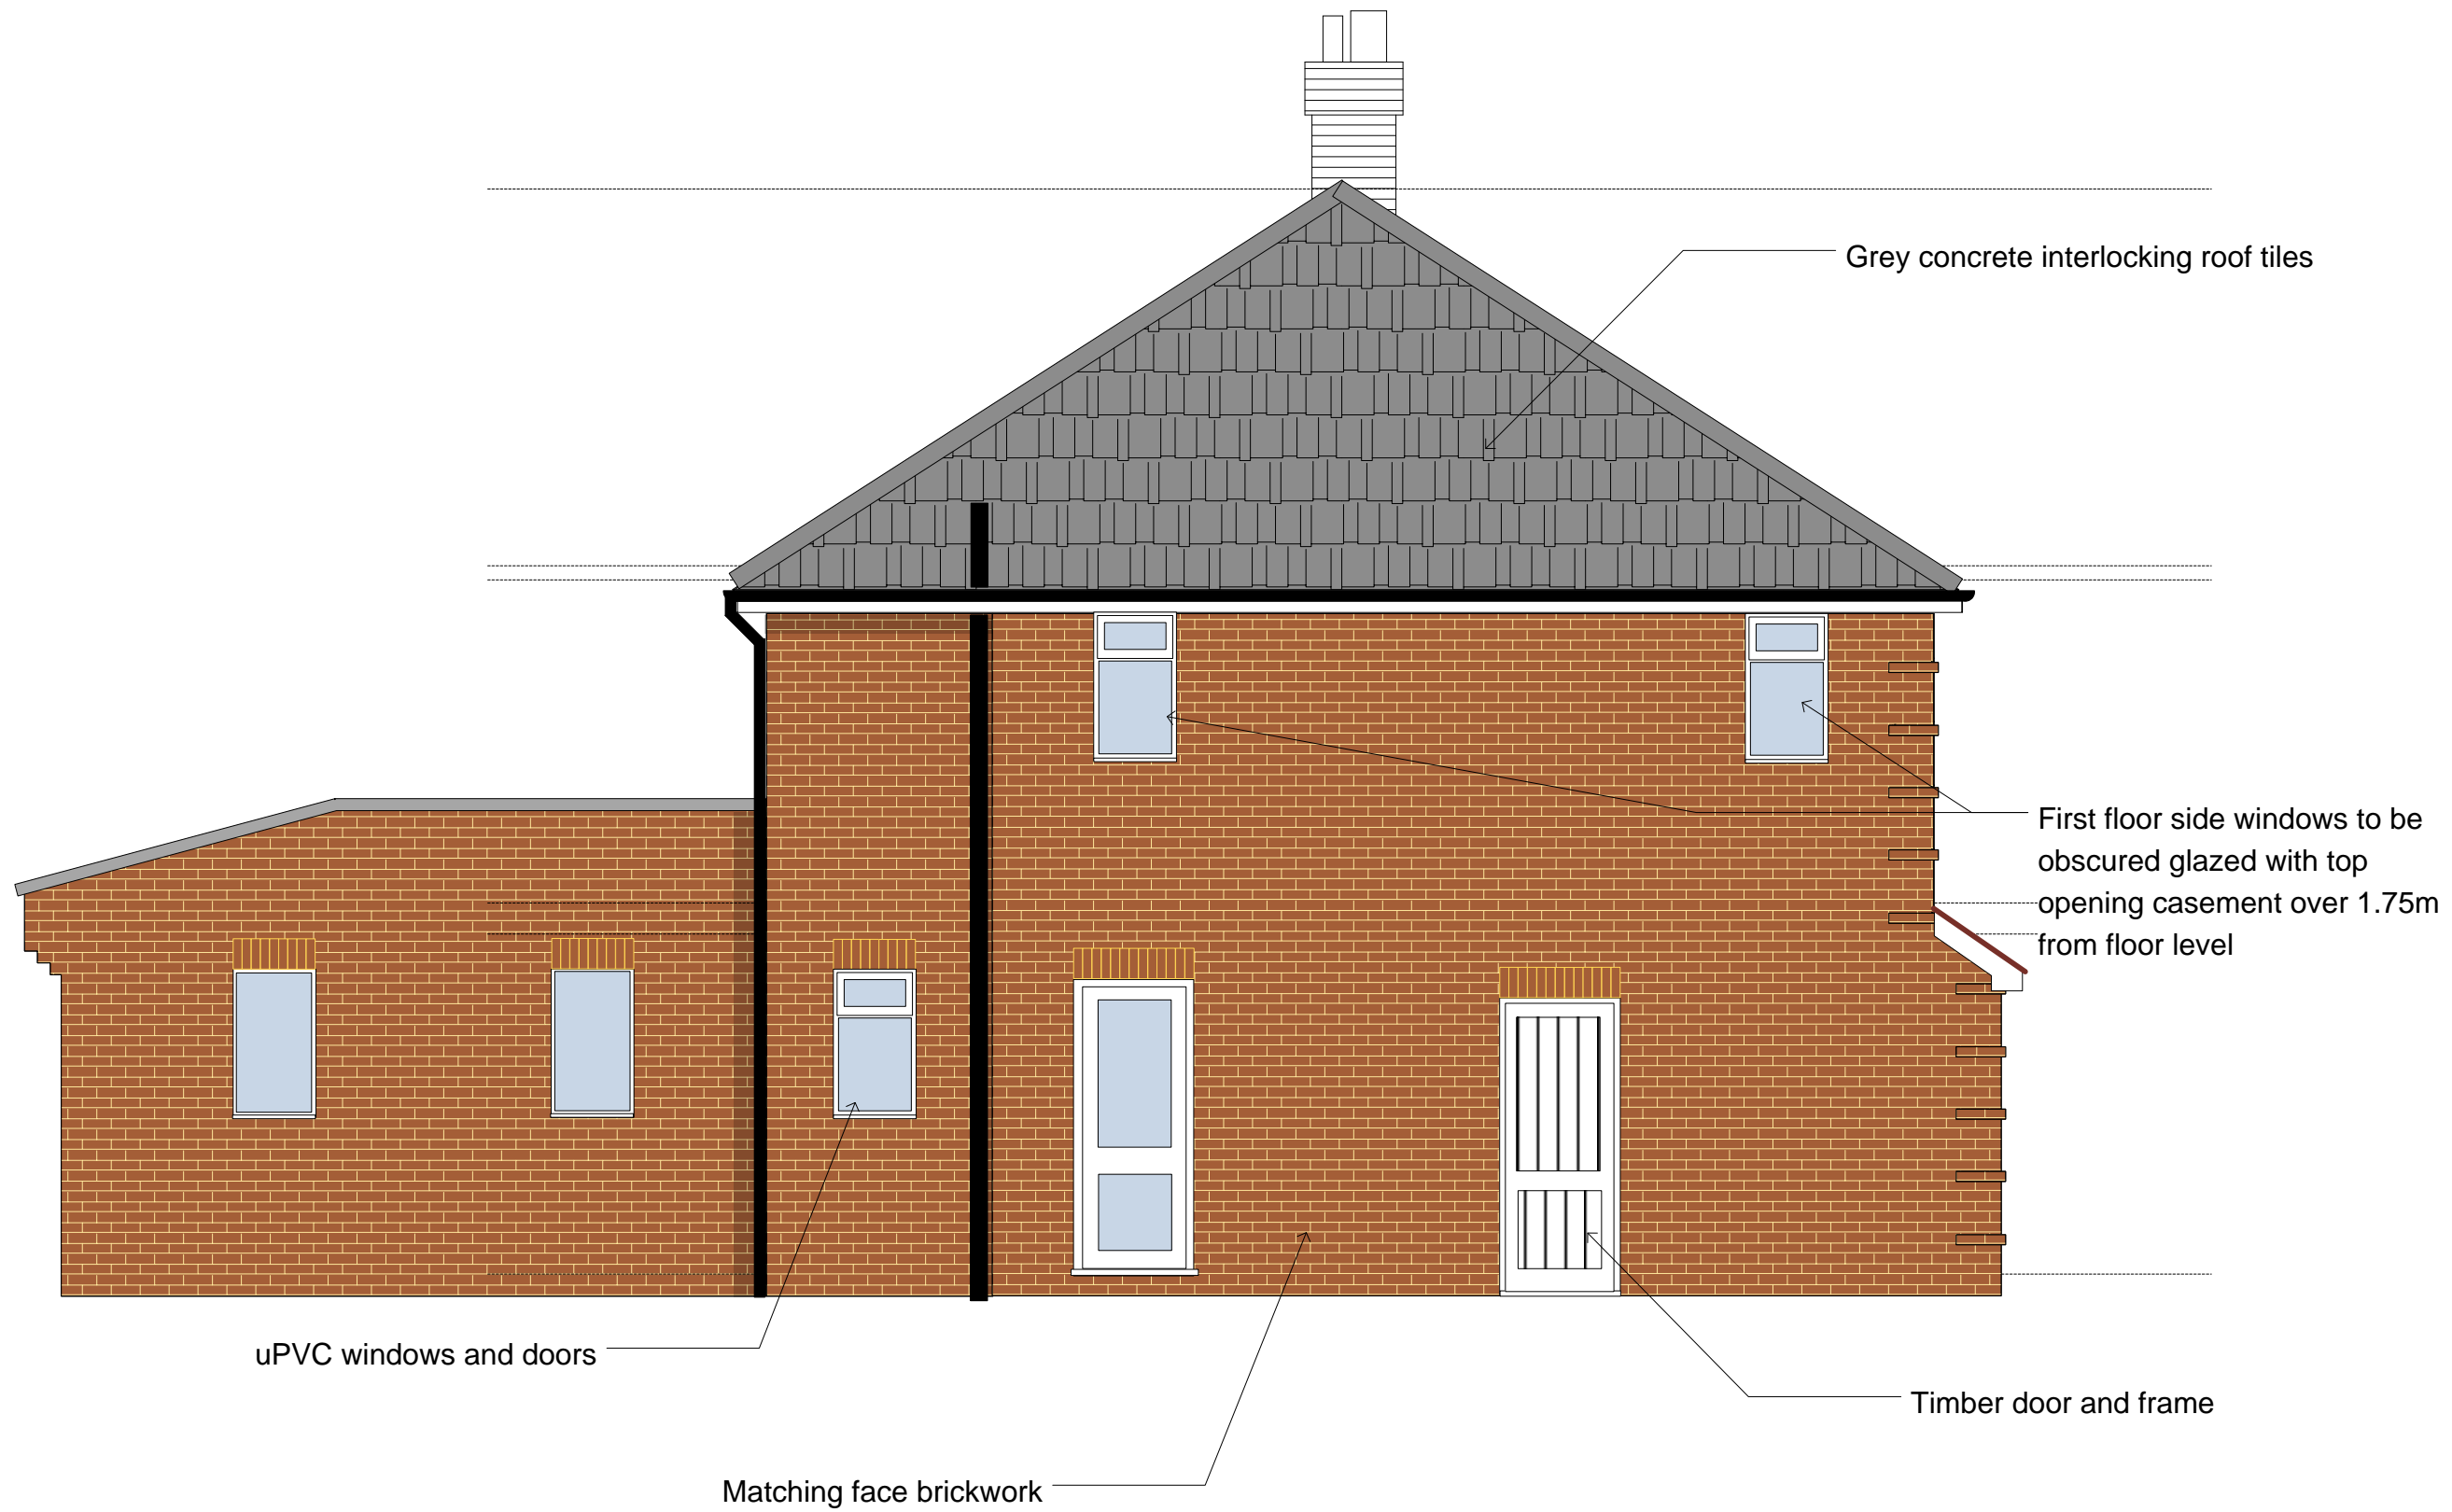 Grey concrete interlocking roof tiles
First floor side windows to be
obscured glazed with top
opening casement over 1.75m
from floor level
uPVC windows and doors
Timber door and frame
Matching face brickwork